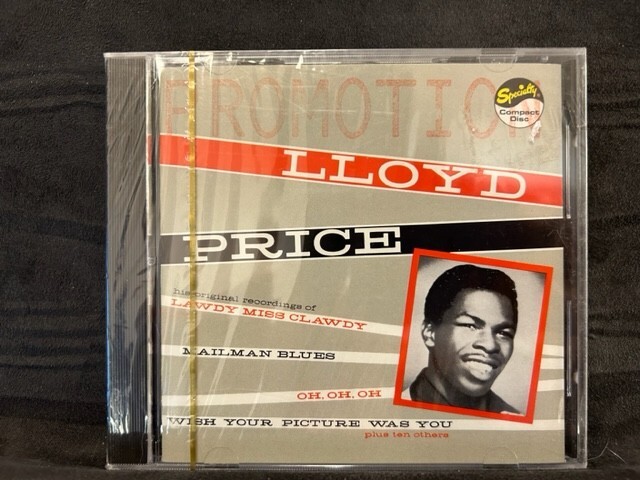 PROMOTION
Specialty
Compact
Disc
LLOYD
PRICE
his original recordings of
LAWDY MISS CLAWDY
MAILMAN BLUES
OH, OH, OH
WISH YOUR PICTURE WAS YOU
plus ten others